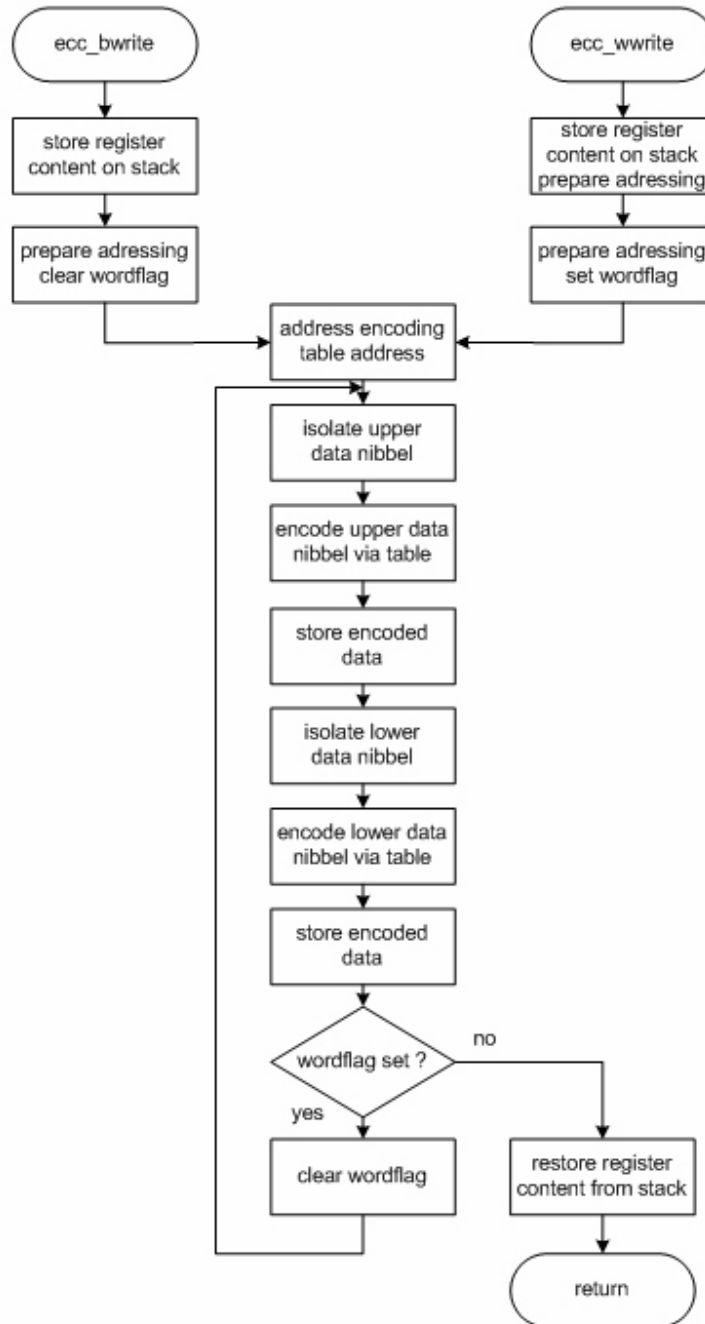 ecc_bwrite
ecc_wwrite
store register
content on stack
store register
content on stack
prepare adressing
prepare adressing
clear wordflag
prepare adressing
set wordflag
address encoding
table address
isolate upper
data nibbel
encode upper data
nibbel via table
store encoded
data
isolate lower
data nibbel
encode lower data
nibbel via table
store encoded
data
wordflag set ?
no
yes
clear wordflag
restore register
content from stack
return